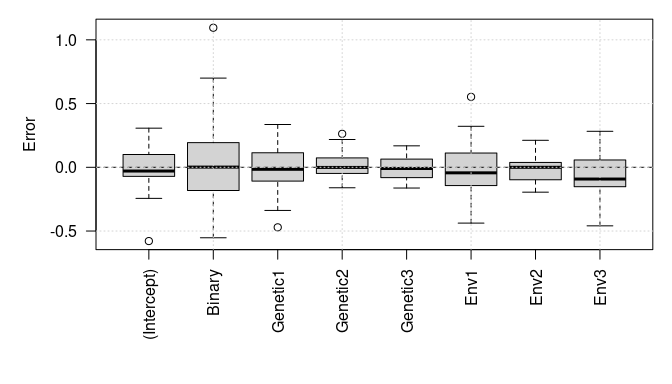 Error
1.0
0.5
0.0
-0.5
(Intercept)
Binary
Genetic1
Genetic2
Genetic3
Env1
Env2
Env3